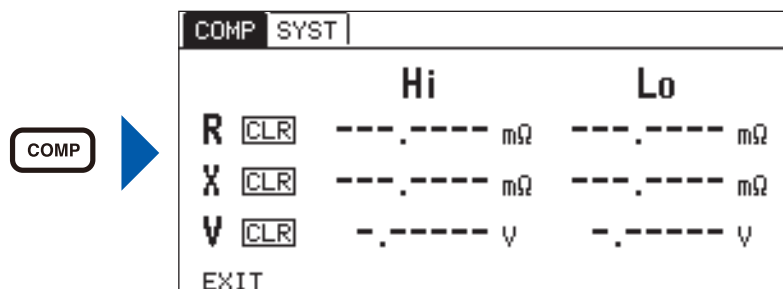 COMP SYST
Hi Lo
COMP
R CLR ---.---- mΩ ---.---- mΩ
X CLR ---.---- mΩ ---.---- mΩ
V CLR -.----- V -.----- V
EXIT